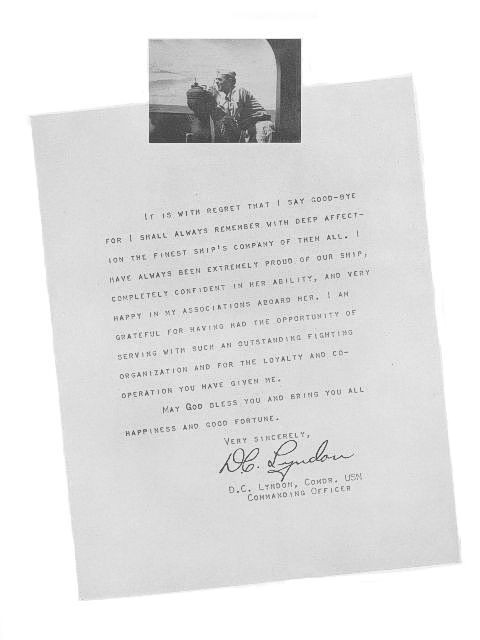 It is with regret that I say good-bye
for I shall always remember with deep affect-
ion the finest ship's company of them all. I
have always been extremely proud of our ship;
completely confident in her ability, and very
happy in my associations aboard her. I am
grateful for having had the opportunity of
serving with such an outstanding fighting
organization and for the loyalty and co-
operation you have given me.
May God bless you and bring you all
happiness and good fortune.
Very sincerely,
D.C. Lyndon
D.C. Lyndon, Comdr. USN
Commanding Officer